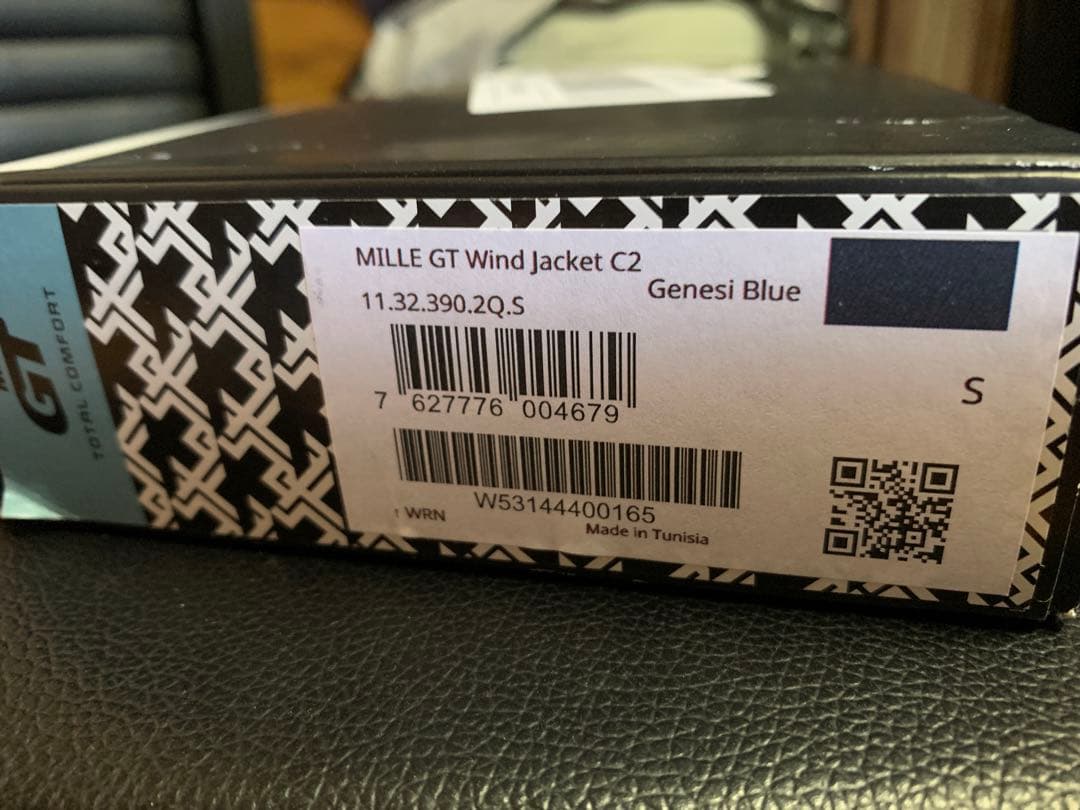 GT
TOTAL COMFORT
MILLE GT Wind Jacket C2
Genesi Blue
11.32.390.2Q.S
7 627776 004679
S
W53144400165
WRN
Made in Tunisia